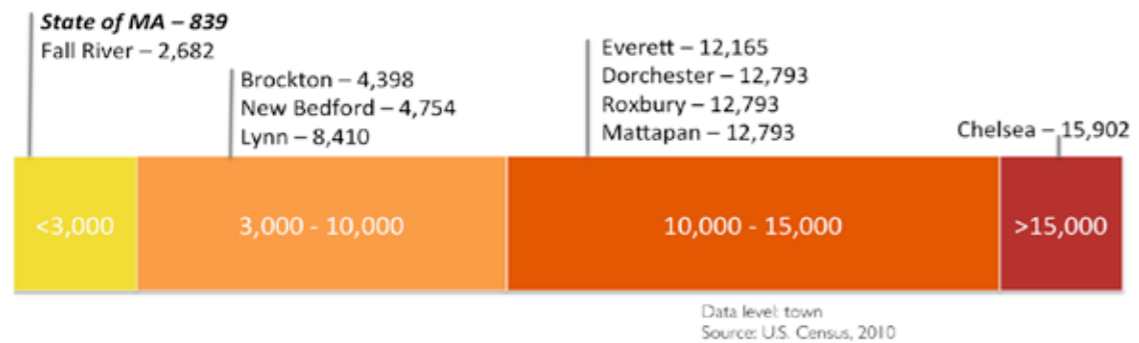 State of MA – 839
Fall River – 2,682
Brockton – 4,398
New Bedford – 4,754
Lynn – 8,410
Everett – 12,165
Dorchester – 12,793
Roxbury – 12,793
Mattapan – 12,793
Chelsea – 15,902
<3,000
3,000 - 10,000
10,000 - 15,000
>15,000
Data level: town
Source: U.S. Census, 2010